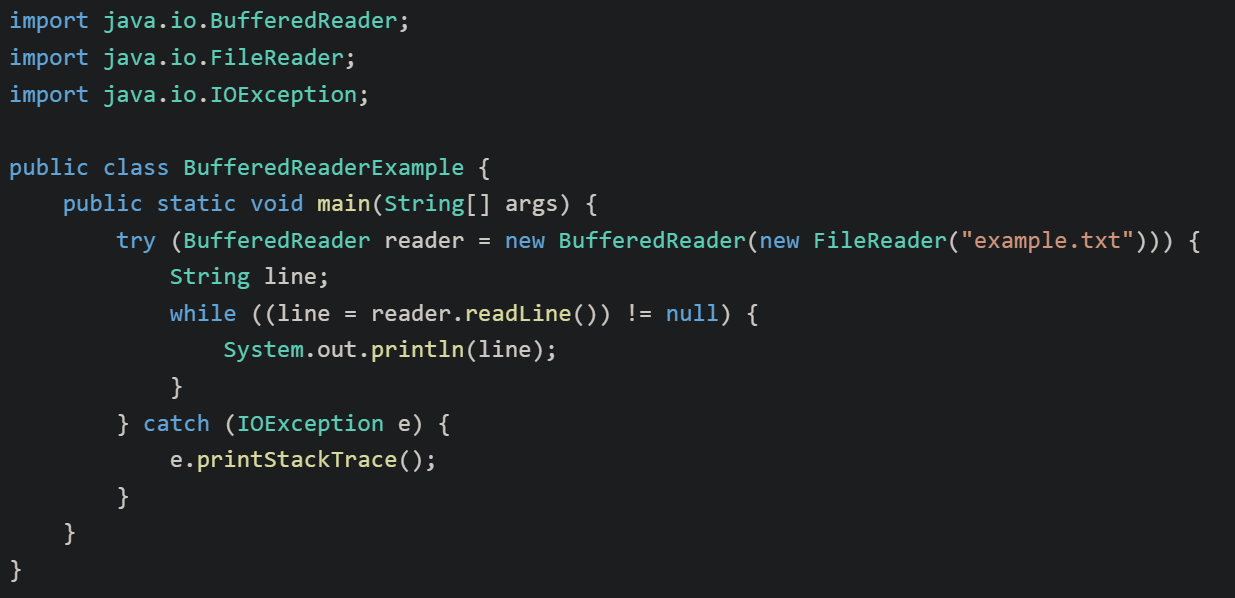 import java.io.BufferedReader;
import java.io.FileReader;
import java.io.IOException;

public class BufferedReaderExample {
    public static void main(String[] args) {
        try (BufferedReader reader = new BufferedReader(new FileReader("example.txt"))) {
            String line;
            while ((line = reader.readLine()) != null) {
                System.out.println(line);
            }
        } catch (IOException e) {
            e.printStackTrace();
        }
    }
}